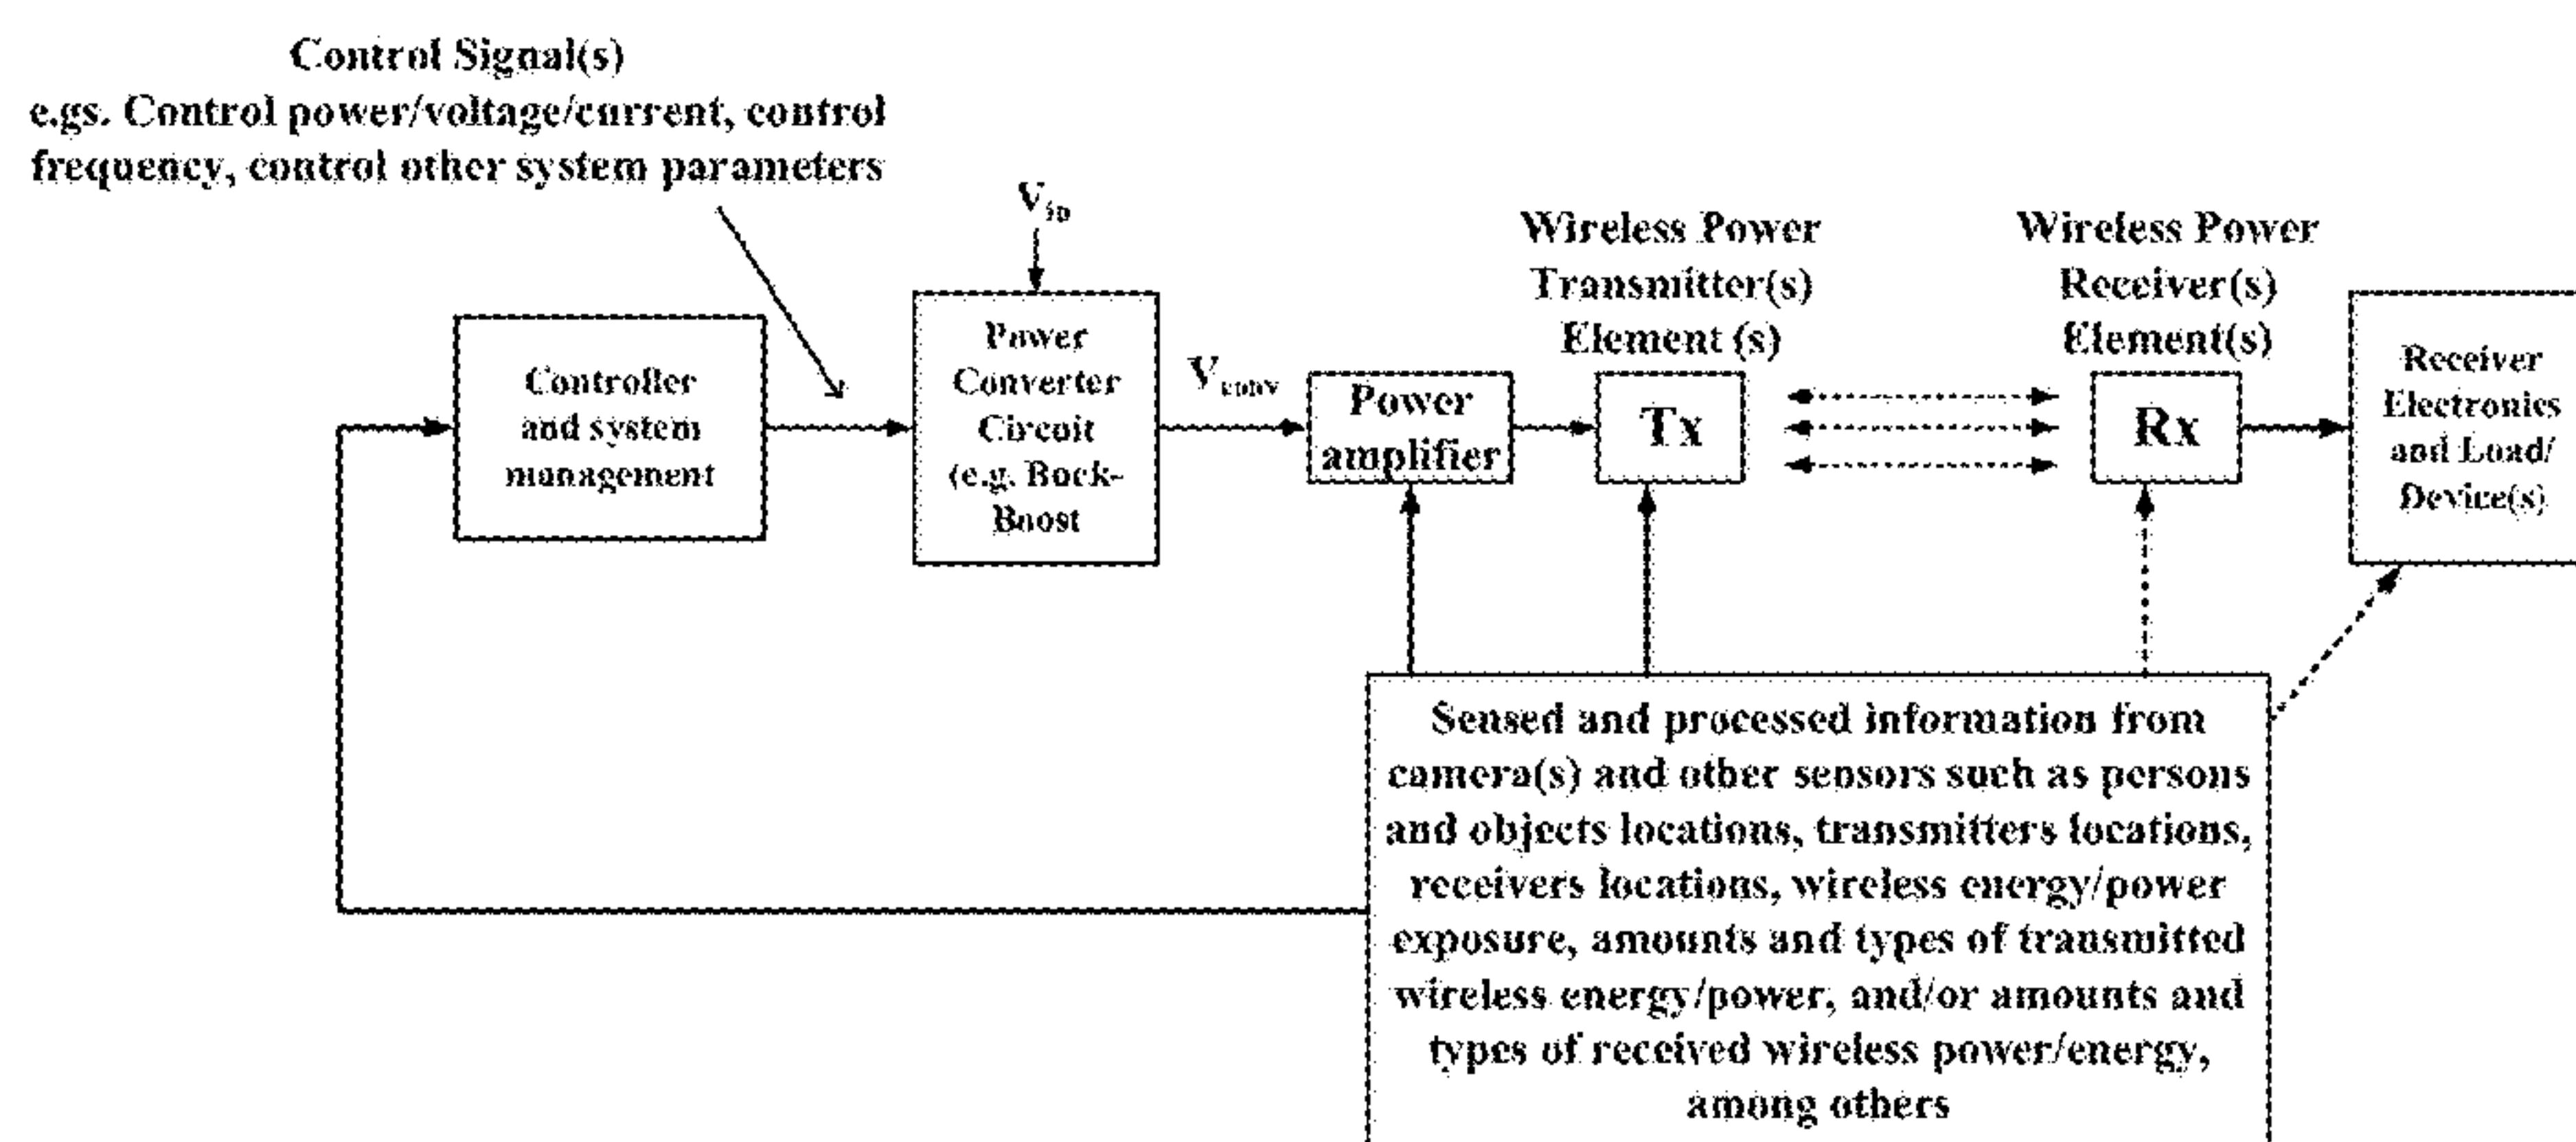 Control Signal(s)
e.gs. Control power/voltage/current, control
frequency, control other system parameters
Vin
Controller
and system
management
Power
Converter
Circuit
(e.g. Buck-
Boost
Vconv
Power
amplifier
Wireless Power
Transmitter(s)
Element (s)
Tx
Wireless Power
Receiver(s)
Element(s)
Rx
Receiver
Electronics
and Load/
Device(s)
Sensed and processed information from
camera(s) and other sensors such as persons
and objects locations, transmitters locations,
receivers locations, wireless energy/power
exposure, amounts and types of transmitted
wireless energy/power, and/or amounts and
types of received wireless power/energy,
among others